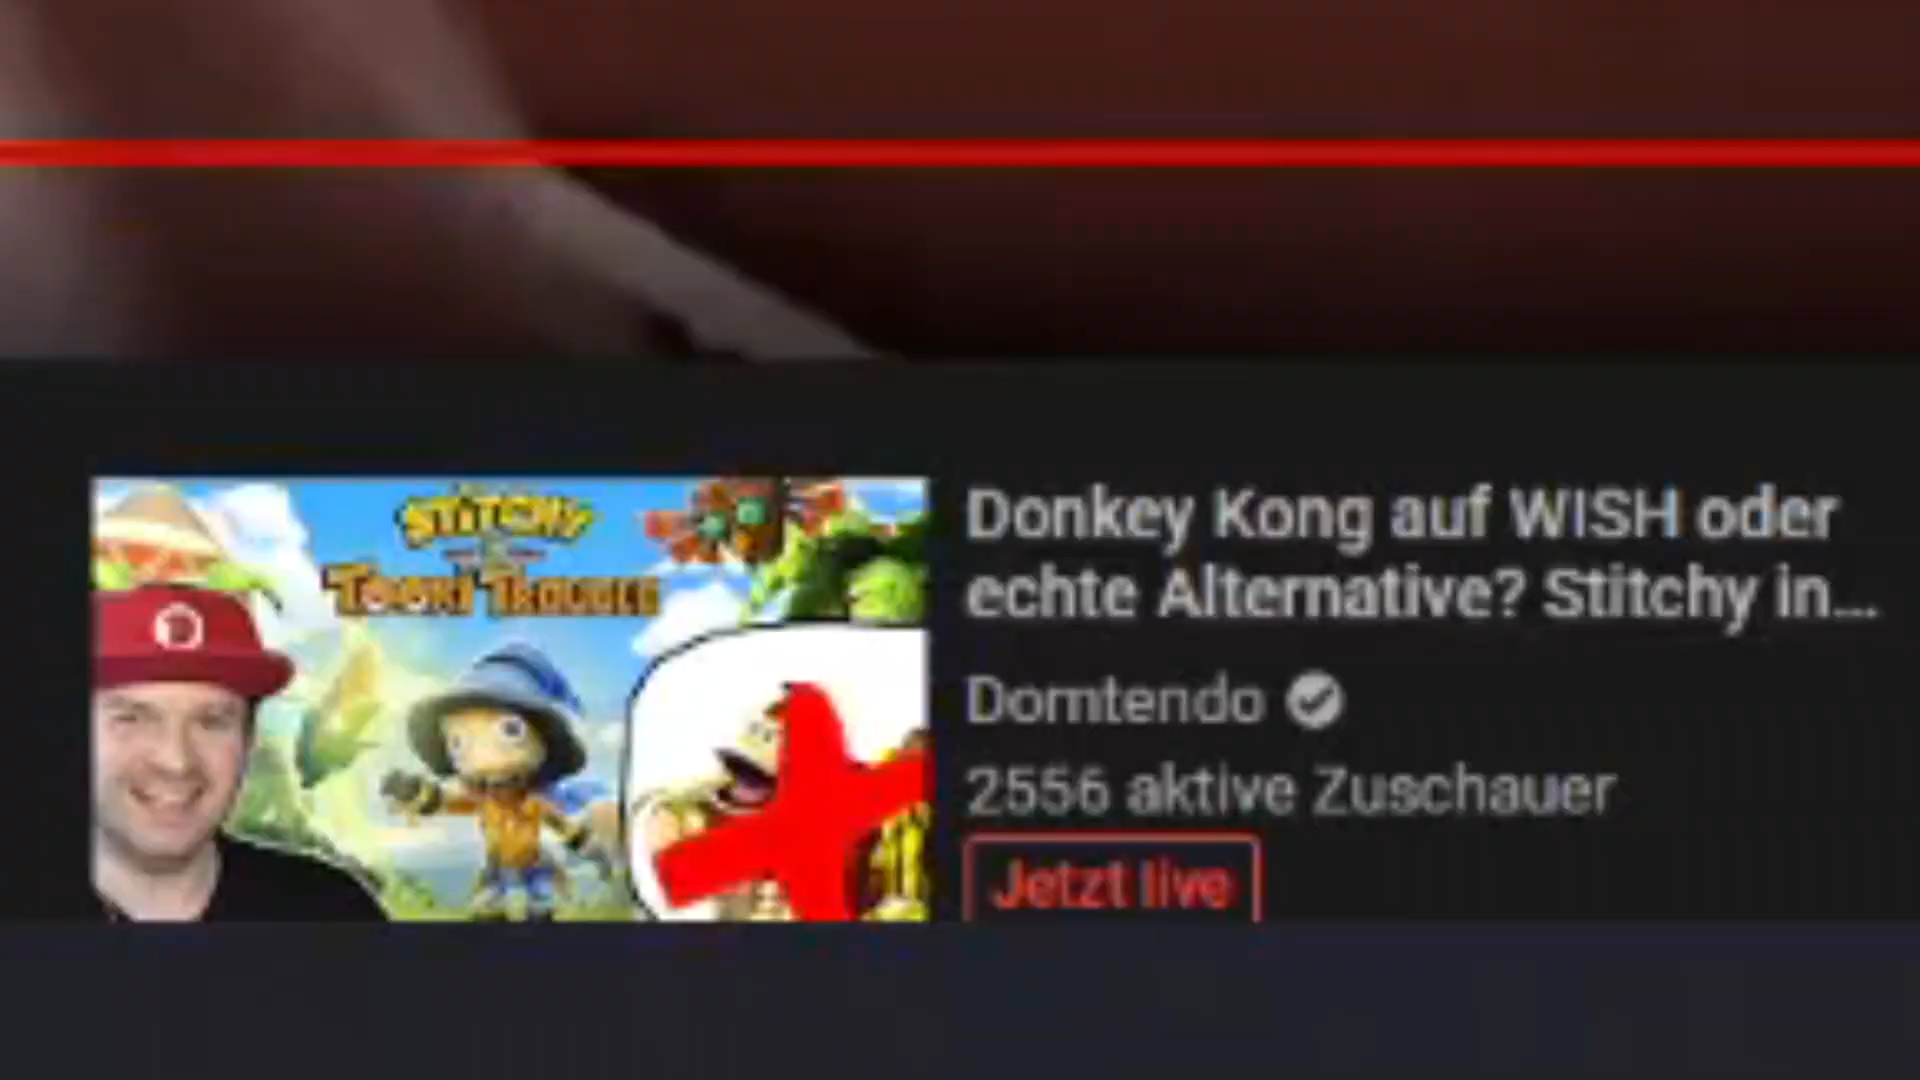 STITCHY
TOOKI TROUBLE
Donkey Kong auf WISH oder
echte Alternative? Stitchy in...
Domtendo
2556 aktive Zuschauer
Jetzt live